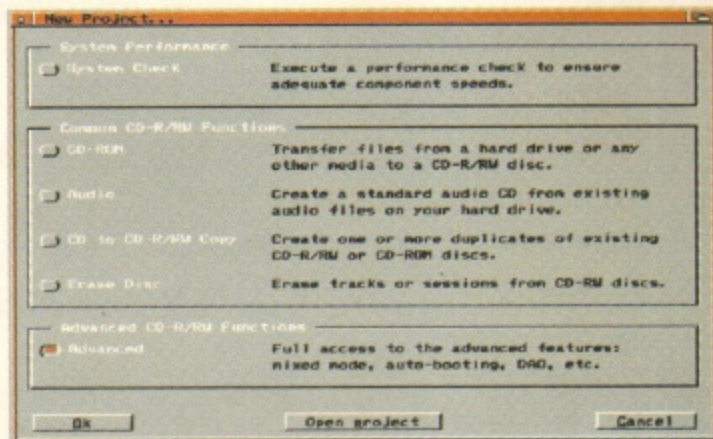 New Project...
System Performance
System Check
Execute a performance check to ensure
adequate component speeds.
Common CD-R/RW Functions
CD-ROM
Transfer files from a hard drive or any
other media to a CD-R/RW disc.
Audio
Create a standard audio CD from existing
audio files on your hard drive.
CD to CD-R/RW Copy
Create one or more duplicates of existing
CD-R/RW or CD-ROM discs.
Erase Disc
Erase tracks or sessions from CD-RW discs.
Advanced CD-R/RW Functions
Advanced
Full access to the advanced features:
mixed mode, auto-booting, DAO, etc.
Ok
Open project
Cancel